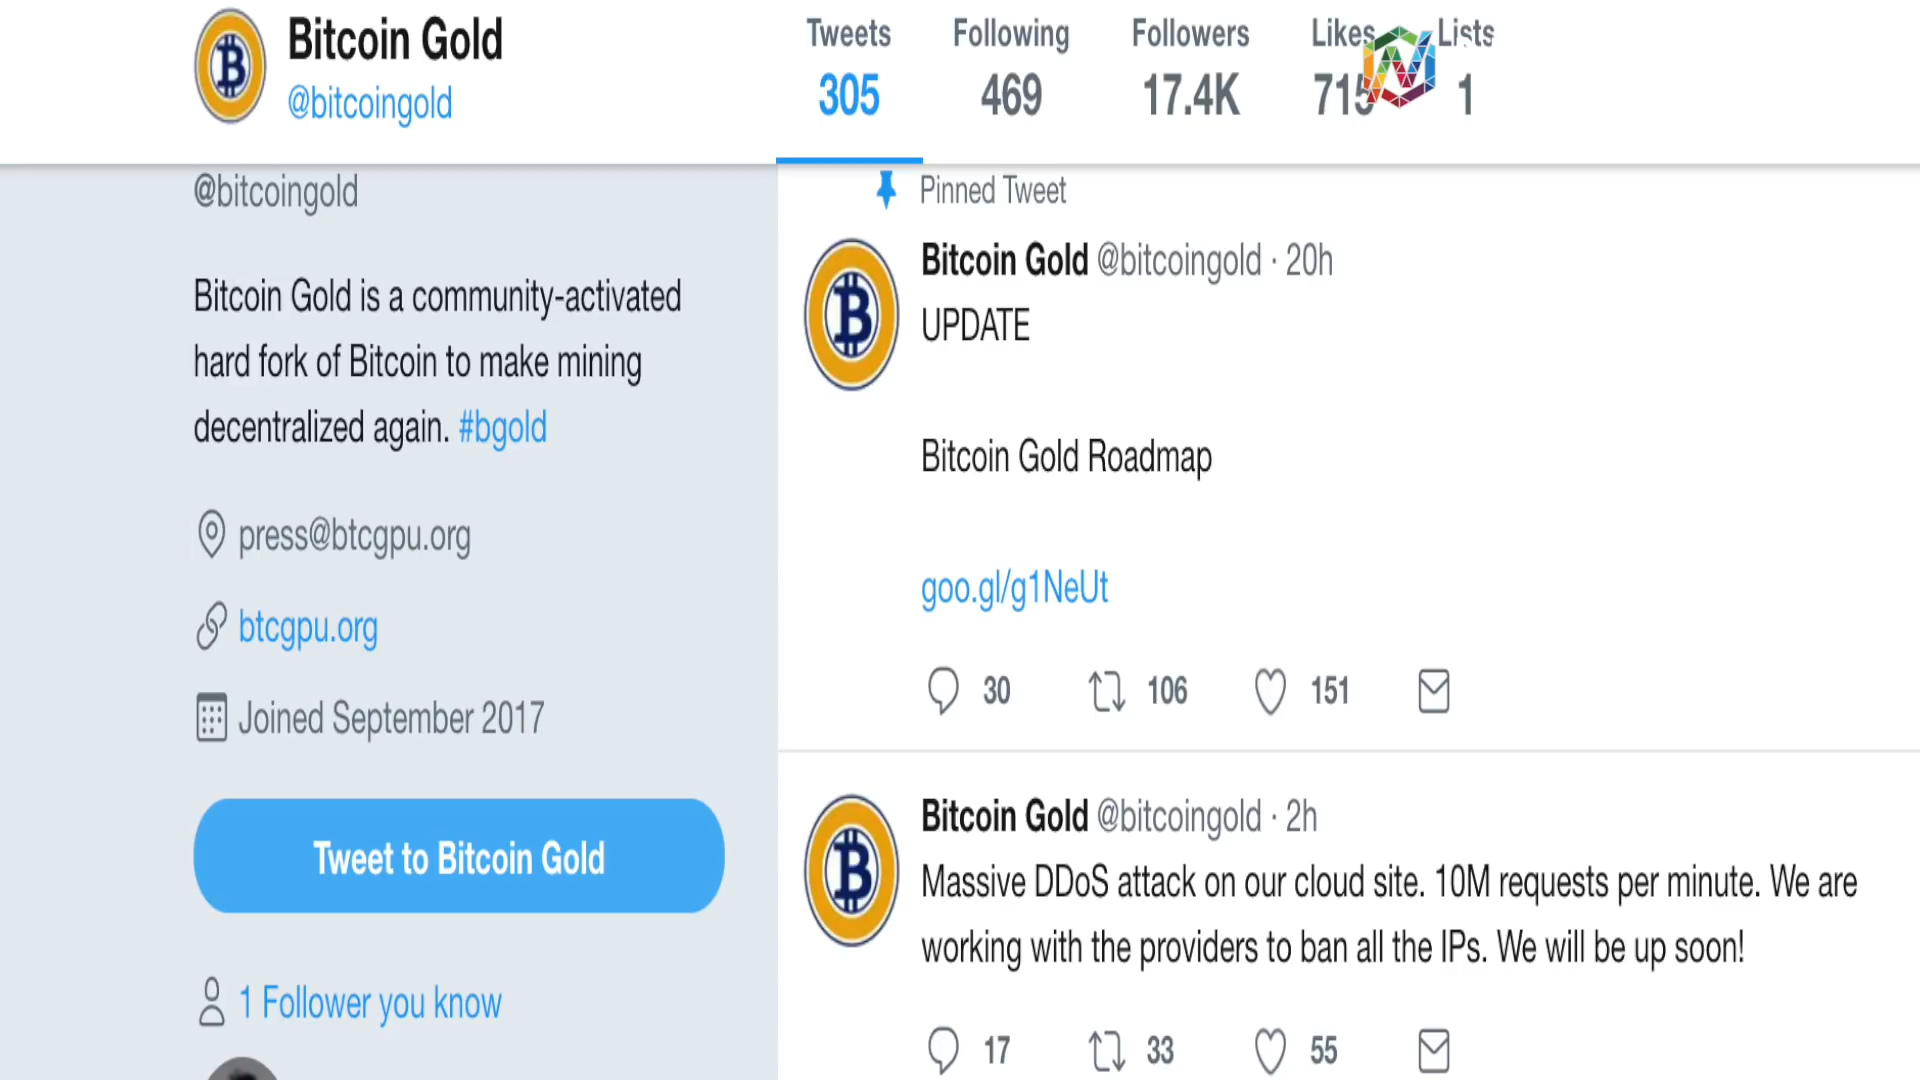 Bitcoin Gold
@bitcoingold
Tweets Following Followers Likes Lists
305 469 17.4K 715 1
@bitcoingold
Bitcoin Gold is a community-activated
hard fork of Bitcoin to make mining
decentralized again. #bgold
press@btcgpu.org
btcgpu.org
Joined September 2017
Tweet to Bitcoin Gold
1 Follower you know
Pinned Tweet
Bitcoin Gold @bitcoingold · 20h
UPDATE
Bitcoin Gold Roadmap
goo.gl/g1NeUt
30 106 151
Bitcoin Gold @bitcoingold · 2h
Massive DDoS attack on our cloud site. 10M requests per minute. We are
working with the providers to ban all the IPs. We will be up soon!
17 33 55